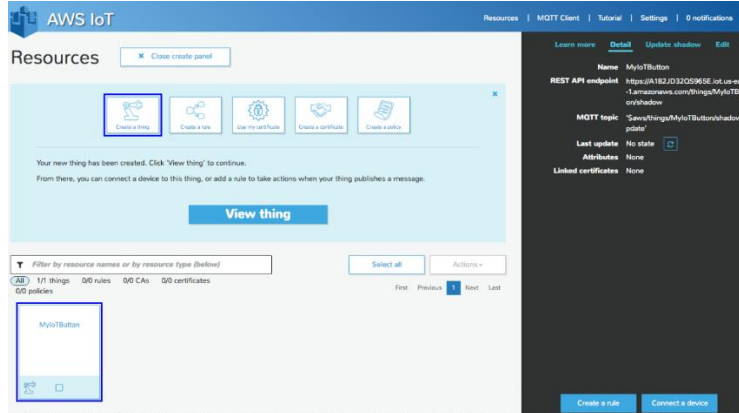 AWS IoT
Resources | MQTT Client | Tutorial | Settings | 0 notifications
Resources
✖ Close create panel
Create a thing
Create a rule
Use my certificate
Create a certificate
Create a policy
Your new thing has been created. Click 'View thing' to continue.
From there, you can connect a device to this thing, or add a rule to take actions when your thing publishes a message.
View thing
Filter by resource names or by resource type (below)
Select all
Actions
All 1/1 things 0/0 rules 0/0 CAs 0/0 certificates
0/0 policies
First Previous 1 Next Last
MyIoTButton
Learn more Detail Update shadow Edit
Name MyIoTButton
REST API endpoint https://A1B2JD32QS965E.iot.us-ea
-1.amazonaws.com/things/MyIoTB
on/shadow
MQTT topic '$aws/things/MyIoTButton/shadow
pdate'
Last update No state
Attributes None
Linked certificates None
Create a rule
Connect a device